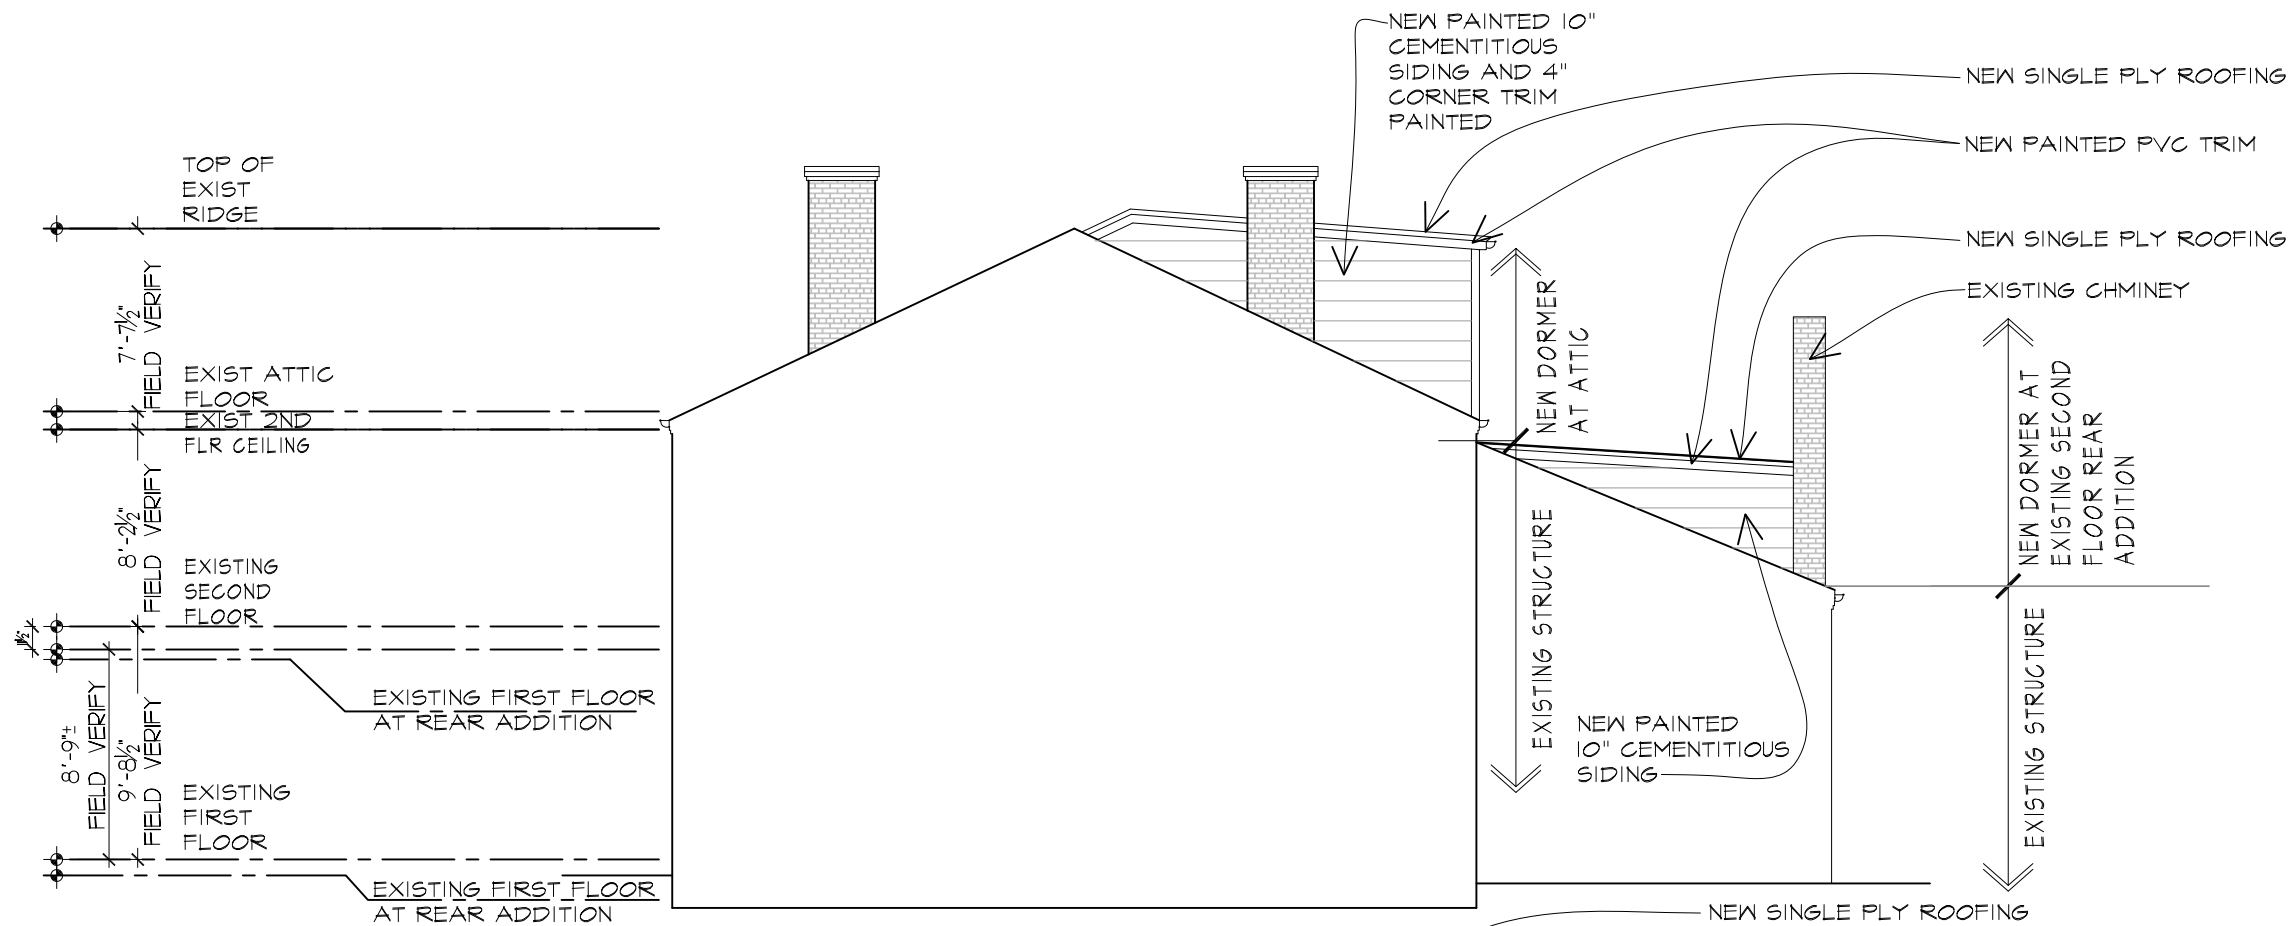 NEW PAINTED 10"
CEMENTITIOUS
SIDING AND 4"
CORNER TRIM
PAINTED
NEW SINGLE PLY ROOFING
NEW PAINTED PVC TRIM
NEW SINGLE PLY ROOFING
EXISTING CHMINEY
TOP OF
EXIST
RIDGE
7'-7½"
FIELD VERIFY
EXIST ATTIC
FLOOR
EXIST 2ND
FLR CEILING
8'-2½"
FIELD VERIFY
EXISTING
SECOND
FLOOR
EXISTING FIRST FLOOR
AT REAR ADDITION
8'-9"±
FIELD VERIFY
9'-8½"
FIELD VERIFY
EXISTING
FIRST
FLOOR
EXISTING FIRST FLOOR
AT REAR ADDITION
NEW DORMER
AT ATTIC
EXISTING STRUCTURE
NEW PAINTED
10" CEMENTITIOUS
SIDING
NEW DORMER AT
EXISTING SECOND
FLOOR REAR
ADDITION
EXISTING STRUCTURE
NEW SINGLE PLY ROOFING